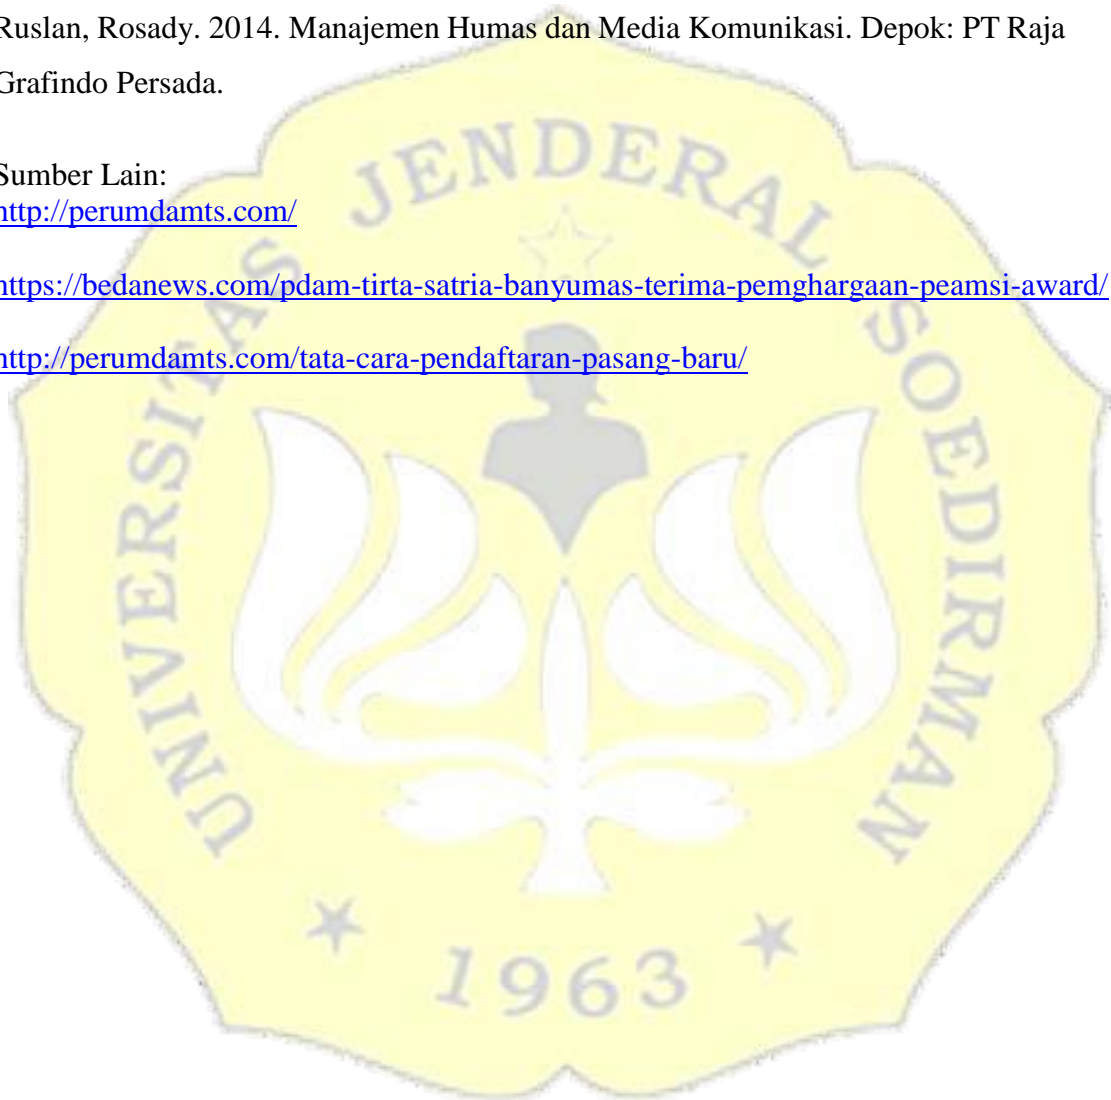 Ruslan, Rosady. 2014. Manajemen Humas dan Media Komunikasi. Depok: PT Raja
Grafindo Persada.
Sumber Lain:
http://perumdamts.com/
https://bedanews.com/pdam-tirta-satria-banyumas-terima-pemghargaan-peamsi-award/
http://perumdamts.com/tata-cara-pendaftaran-pasang-baru/
UNIVERSITAS JENDERAL SOEDIRMAN
1963